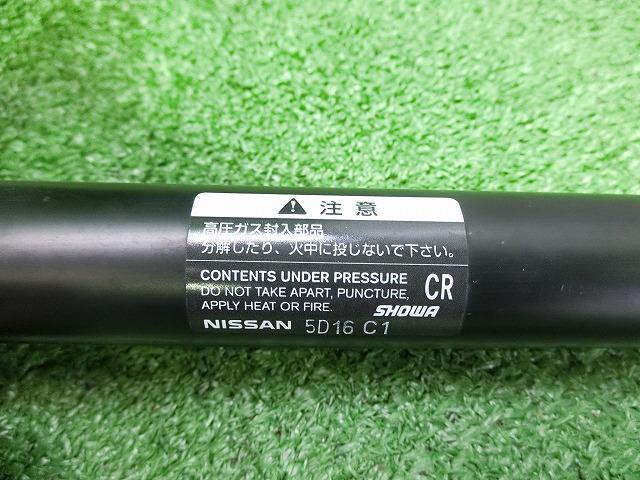 注意
高圧ガス封入部品
分解したり、火中に投じないで下さい。
CONTENTS UNDER PRESSURE
DO NOT TAKE APART, PUNCTURE,
APPLY HEAT OR FIRE.
CR
SHOWA
NISSAN 5D16 C1